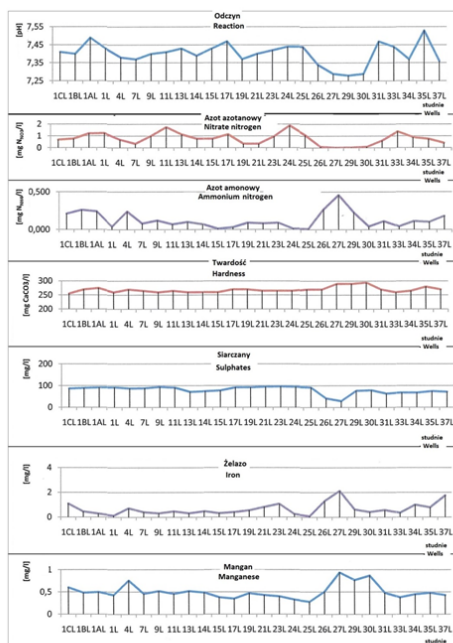 Odczyn
Reaction
[pH]
7,55
7,45
7,35
7,25
1CL 1BL 1AL 1L 4L 7L 9L 11L 13L 14L 15L 17L 19L 21L 23L 24L 25L 26L 27L 29L 30L 31L 33L 34L 35L 37L
studnie
Wells
Azot azotanowy
Nitrate nitrogen
2
1
0
1CL 1BL 1AL 1L 4L 7L 9L 11L 13L 14L 15L 17L 19L 21L 23L 24L 25L 26L 27L 29L 30L 31L 33L 34L 35L 37L
studnie
Wells
Azot amonowy
Ammonium nitrogen
0,500
0,000
1CL 1BL 1AL 1L 4L 7L 9L 11L 13L 14L 15L 17L 19L 21L 23L 24L 25L 26L 27L 29L 30L 31L 33L 34L 35L 37L
studnie
Wells
Twardość
Hardness
[mg CaCO3/l]
300
250
200
1CL 1BL 1AL 1L 4L 7L 9L 11L 13L 14L 15L 17L 19L 21L 23L 24L 25L 26L 27L 29L 30L 31L 33L 34L 35L 37L
studnie
Wells
Siarczany
Sulphates
[mg/l]
200
100
0
1CL 1BL 1AL 1L 4L 7L 9L 11L 13L 14L 15L 17L 19L 21L 23L 24L 25L 26L 27L 29L 30L 31L 33L 34L 35L 37L
studnie
Wells
Żelazo
Iron
[mg/l]
4
2
0
1CL 1BL 1AL 1L 4L 7L 9L 11L 13L 14L 15L 17L 19L 21L 23L 24L 25L 26L 27L 29L 30L 31L 33L 34L 35L 37L
studnie
Wells
Mangan
Manganese
[mg/l]
1
0,5
0
1CL 1BL 1AL 1L 4L 7L 9L 11L 13L 14L 15L 17L 19L 21L 23L 24L 25L 26L 27L 29L 30L 31L 33L 34L 35L 37L
studnie